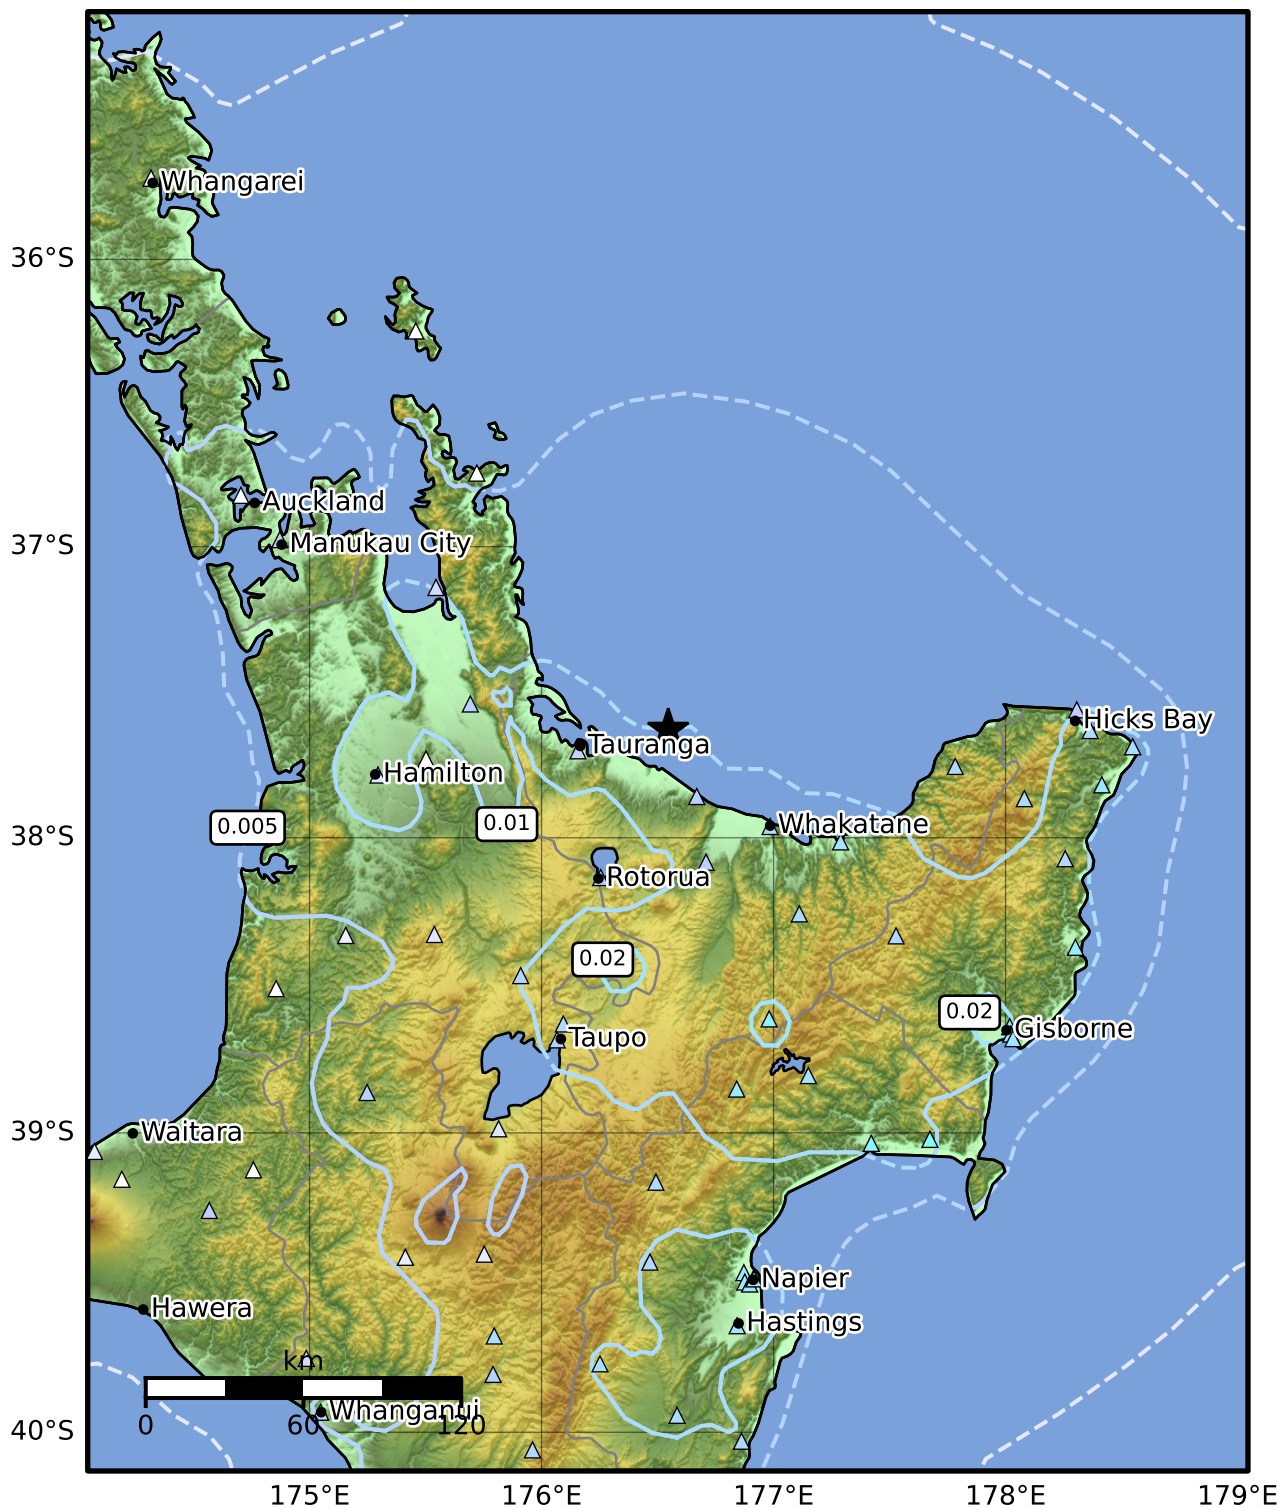 Whangarei
36°S
Auckland
Manukau City
37°S
Hicks Bay
Tauranga
Hamilton
0.005
0.01
Whakatane
38°S
Rotorua
0.02
0.02
Gisborne
Taupo
39°S
Waitara
Napier
Hawera
Hastings
km
Whanganui
0 60 120
40°S
175°E 176°E 177°E 178°E 179°E